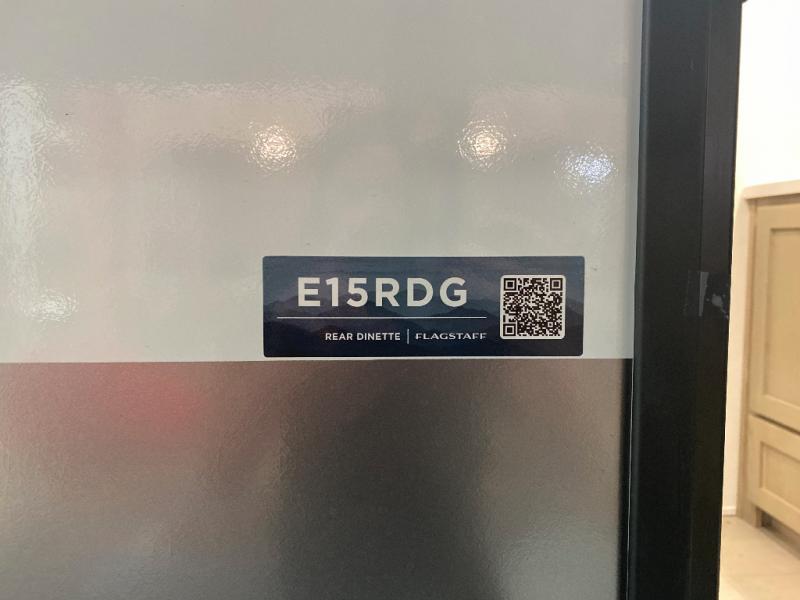 E15RDG
REAR DINETTE | FLAGSTAFF